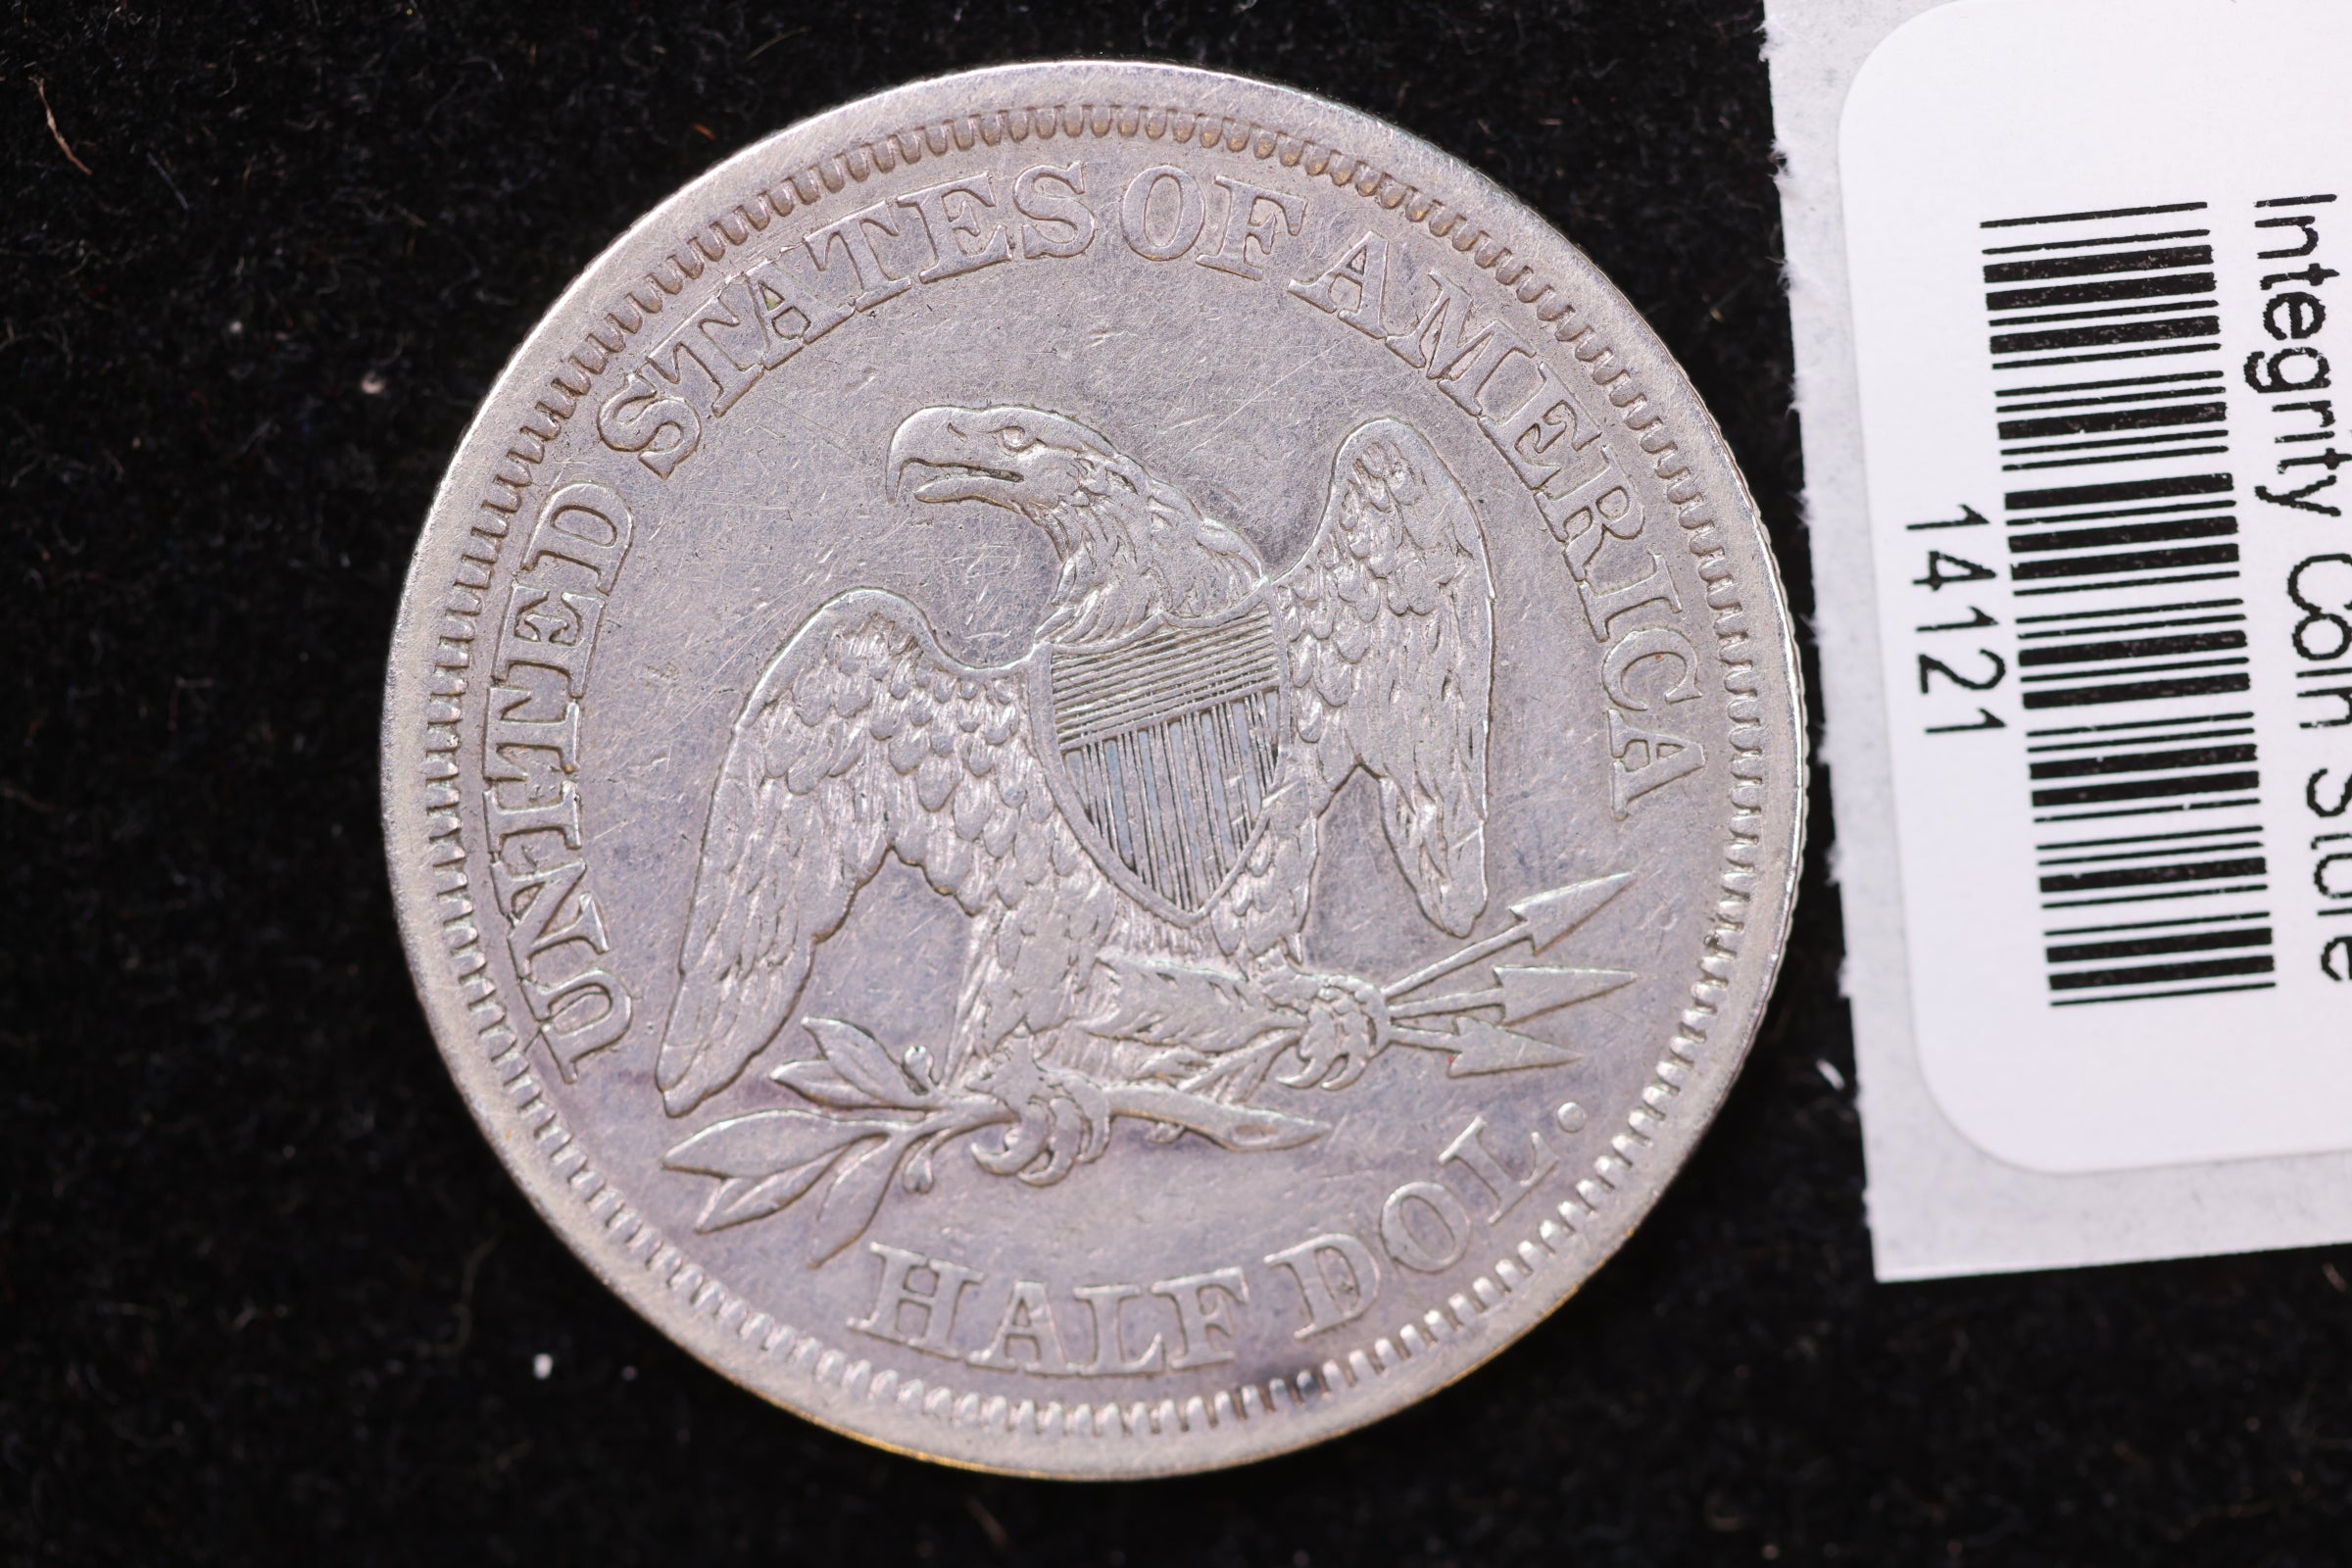 UNITED STATES OF AMERICA
HALF DOL.
Integrity Coin Store
14121